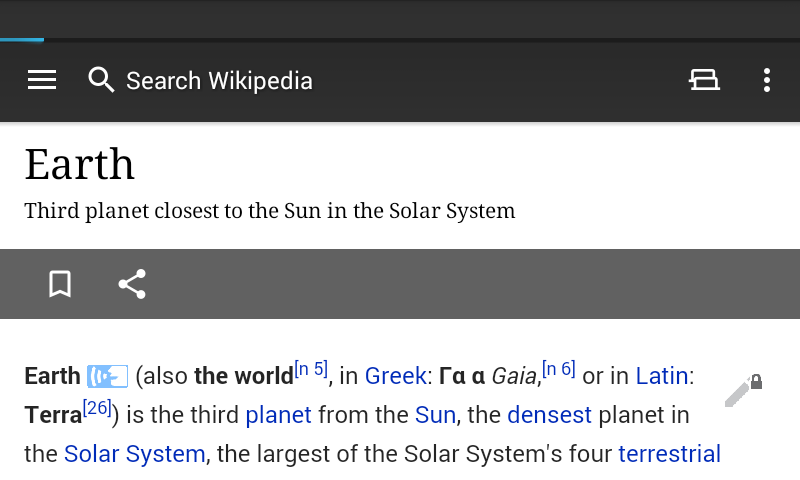 Search Wikipedia
Earth
Third planet closest to the Sun in the Solar System
Earth (also the world[n 5], in Greek: Γαα Gaia,[n 6] or in Latin:
Terra[26]) is the third planet from the Sun, the densest planet in
the Solar System, the largest of the Solar System's four terrestrial